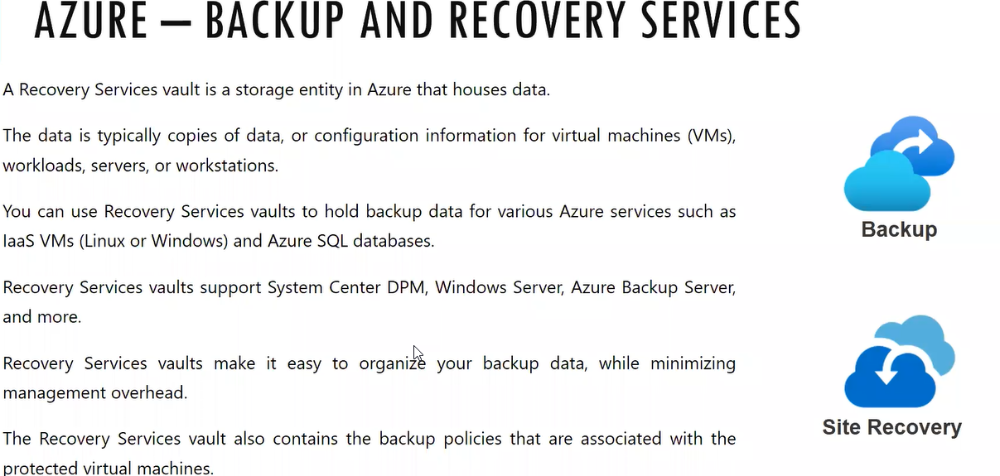 AZURE – BACKUP AND RECOVERY SERVICES
A Recovery Services vault is a storage entity in Azure that houses data.
The data is typically copies of data, or configuration information for virtual machines (VMs),
workloads, servers, or workstations.
You can use Recovery Services vaults to hold backup data for various Azure services such as
IaaS VMs (Linux or Windows) and Azure SQL databases.
Recovery Services vaults support System Center DPM, Windows Server, Azure Backup Server,
and more.
Recovery Services vaults make it easy to organize your backup data, while minimizing
management overhead.
The Recovery Services vault also contains the backup policies that are associated with the
protected virtual machines.
Backup
Site Recovery